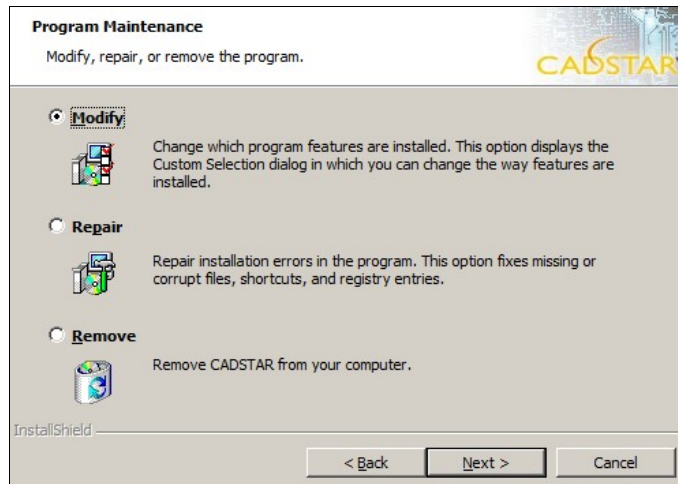 Program Maintenance
Modify, repair, or remove the program.
CADSTAR
Modify
Change which program features are installed. This option displays the
Custom Selection dialog in which you can change the way features are
installed.
Repair
Repair installation errors in the program. This option fixes missing or
corrupt files, shortcuts, and registry entries.
Remove
Remove CADSTAR from your computer.
InstallShield
< Back
Next >
Cancel